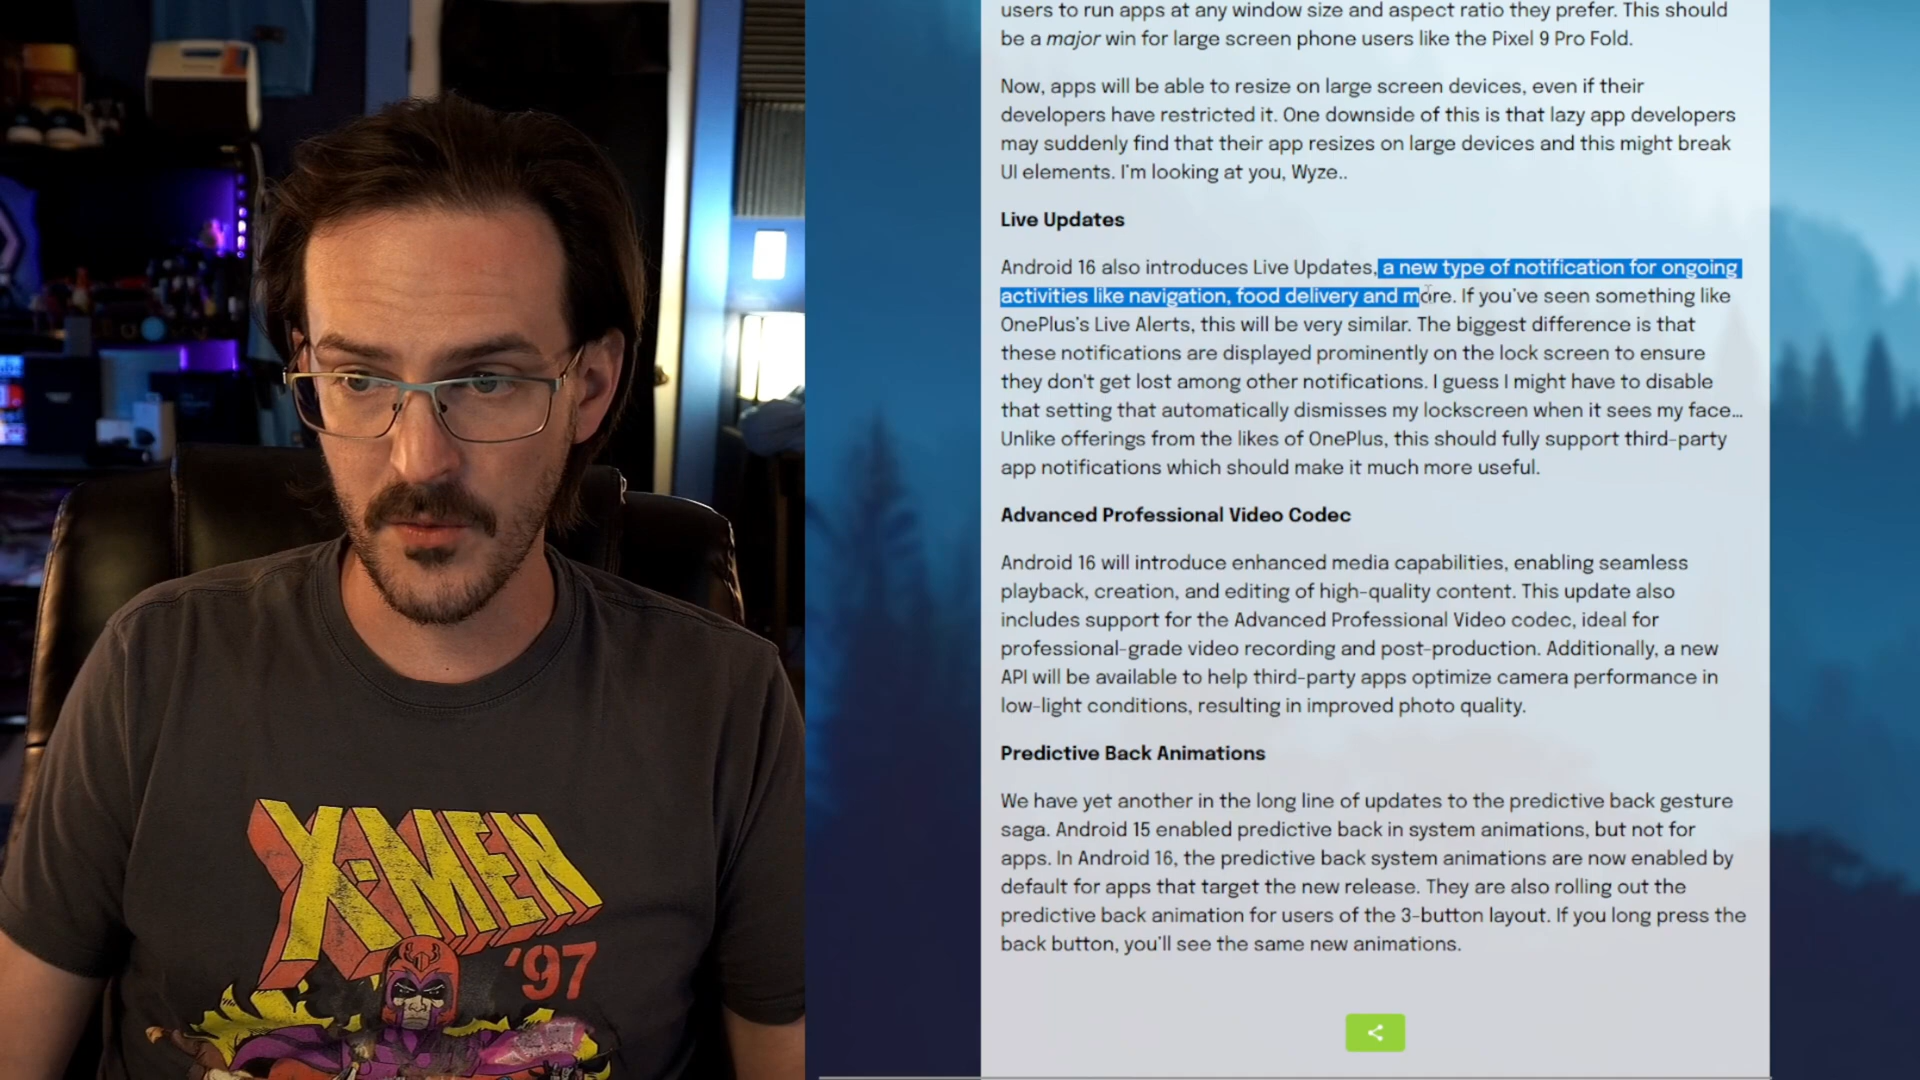 users to run apps at any window size and aspect ratio they prefer. This should
be a major win for large screen phone users like the Pixel 9 Pro Fold.
Now, apps will be able to resize on large screen devices, even if their
developers have restricted it. One downside of this is that lazy app developers
may suddenly find that their app resizes on large devices and this might break
UI elements. I'm looking at you, Wyze..
Live Updates
Android 16 also introduces Live Updates, a new type of notification for ongoing
activities like navigation, food delivery and more. If you've seen something like
OnePlus's Live Alerts, this will be very similar. The biggest difference is that
these notifications are displayed prominently on the lock screen to ensure
they don't get lost among other notifications. I guess I might have to disable
that setting that automatically dismisses my lockscreen when it sees my face...
Unlike offerings from the likes of OnePlus, this should fully support third-party
app notifications which should make it much more useful.
Advanced Professional Video Codec
Android 16 will introduce enhanced media capabilities, enabling seamless
playback, creation, and editing of high-quality content. This update also
includes support for the Advanced Professional Video codec, ideal for
professional-grade video recording and post-production. Additionally, a new
API will be available to help third-party apps optimize camera performance in
low-light conditions, resulting in improved photo quality.
Predictive Back Animations
We have yet another in the long line of updates to the predictive back gesture
saga. Android 15 enabled predictive back in system animations, but not for
apps. In Android 16, the predictive back system animations are now enabled by
default for apps that target the new release. They are also rolling out the
predictive back animation for users of the 3-button layout. If you long press the
back button, you'll see the same new animations.
X-MEN
'97